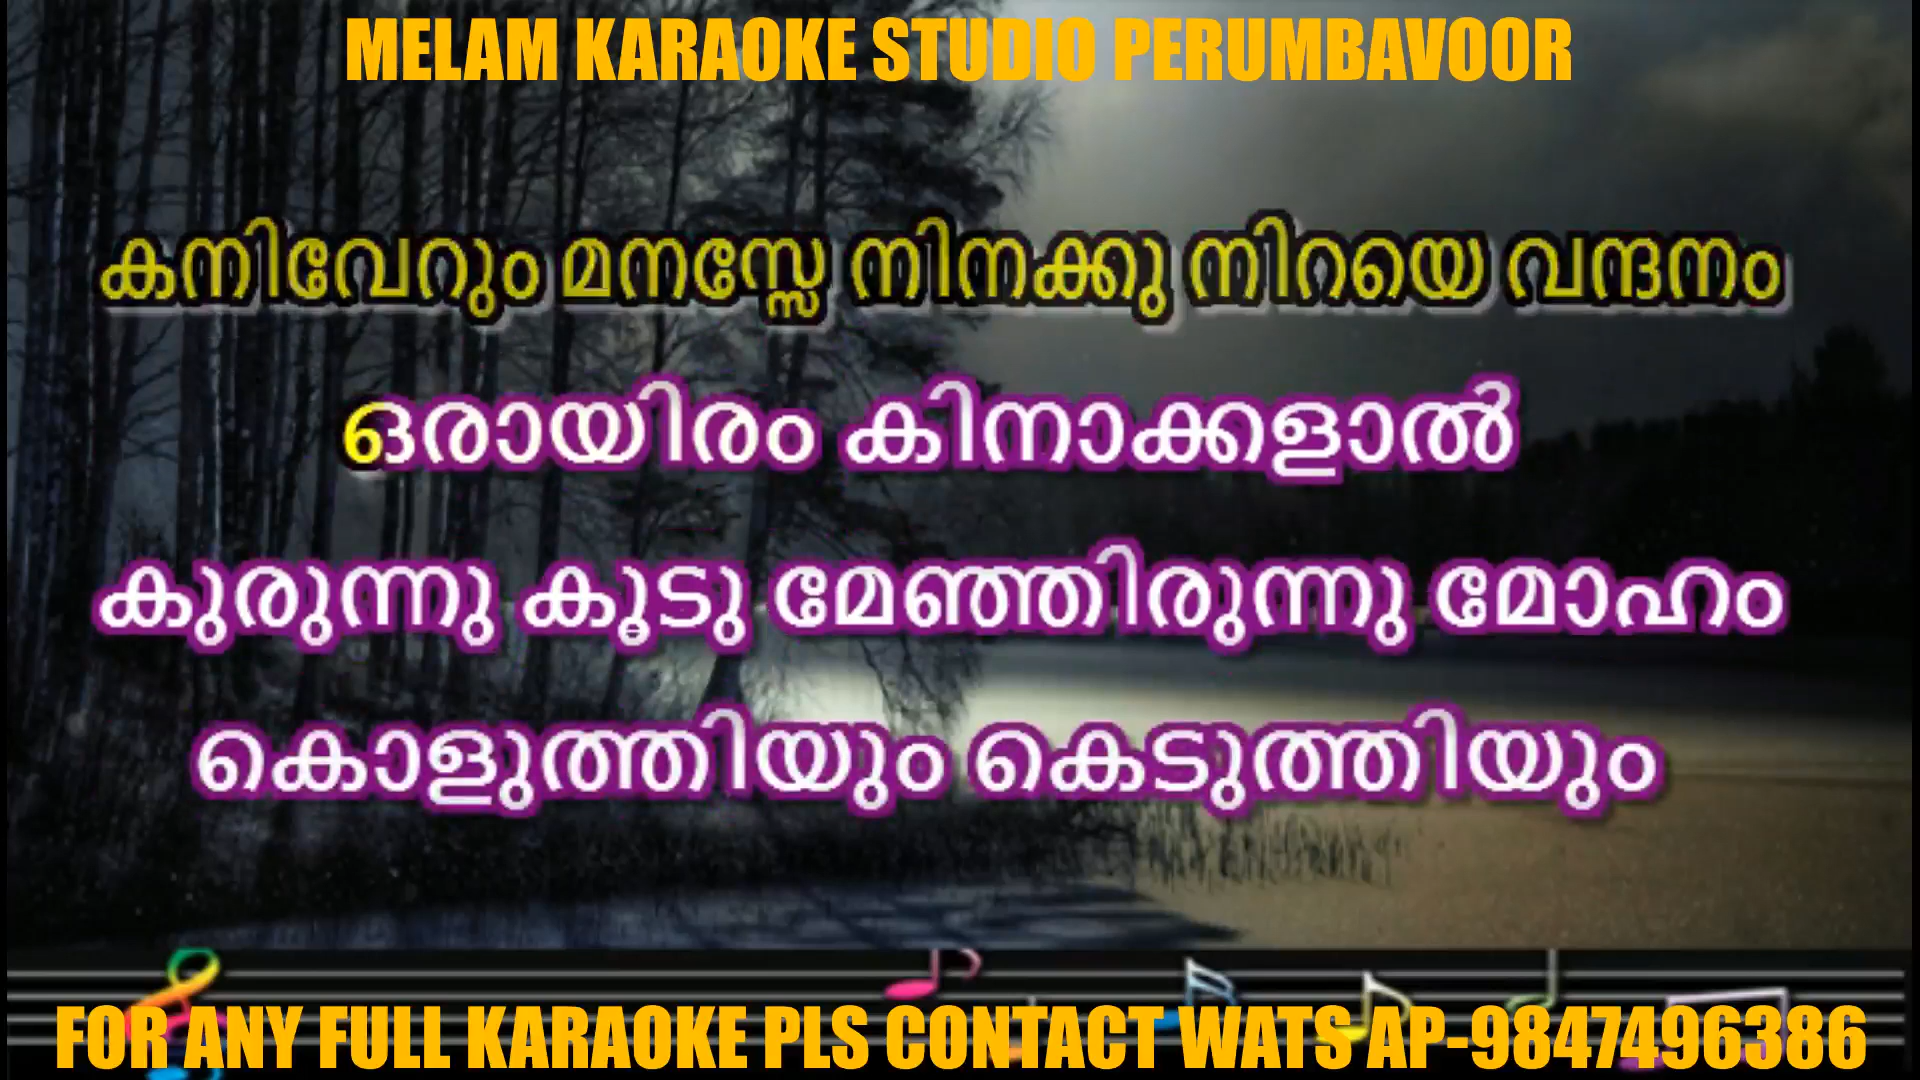 MELAM KARAOKE STUDIO PERUMBAVOOR
കനിവേറും മനസ്സേ നിനക്കു നിറയെ വന്ദനം
ഒരായിരം കിനാക്കളാൽ
കുരുന്നു കൂടു മേഞ്ഞിരുന്നു മോഹം
കൊളുത്തിയും കെടുത്തിയും
FOR ANY FULL KARAOKE PLS CONTACT WATS AP-9847496386